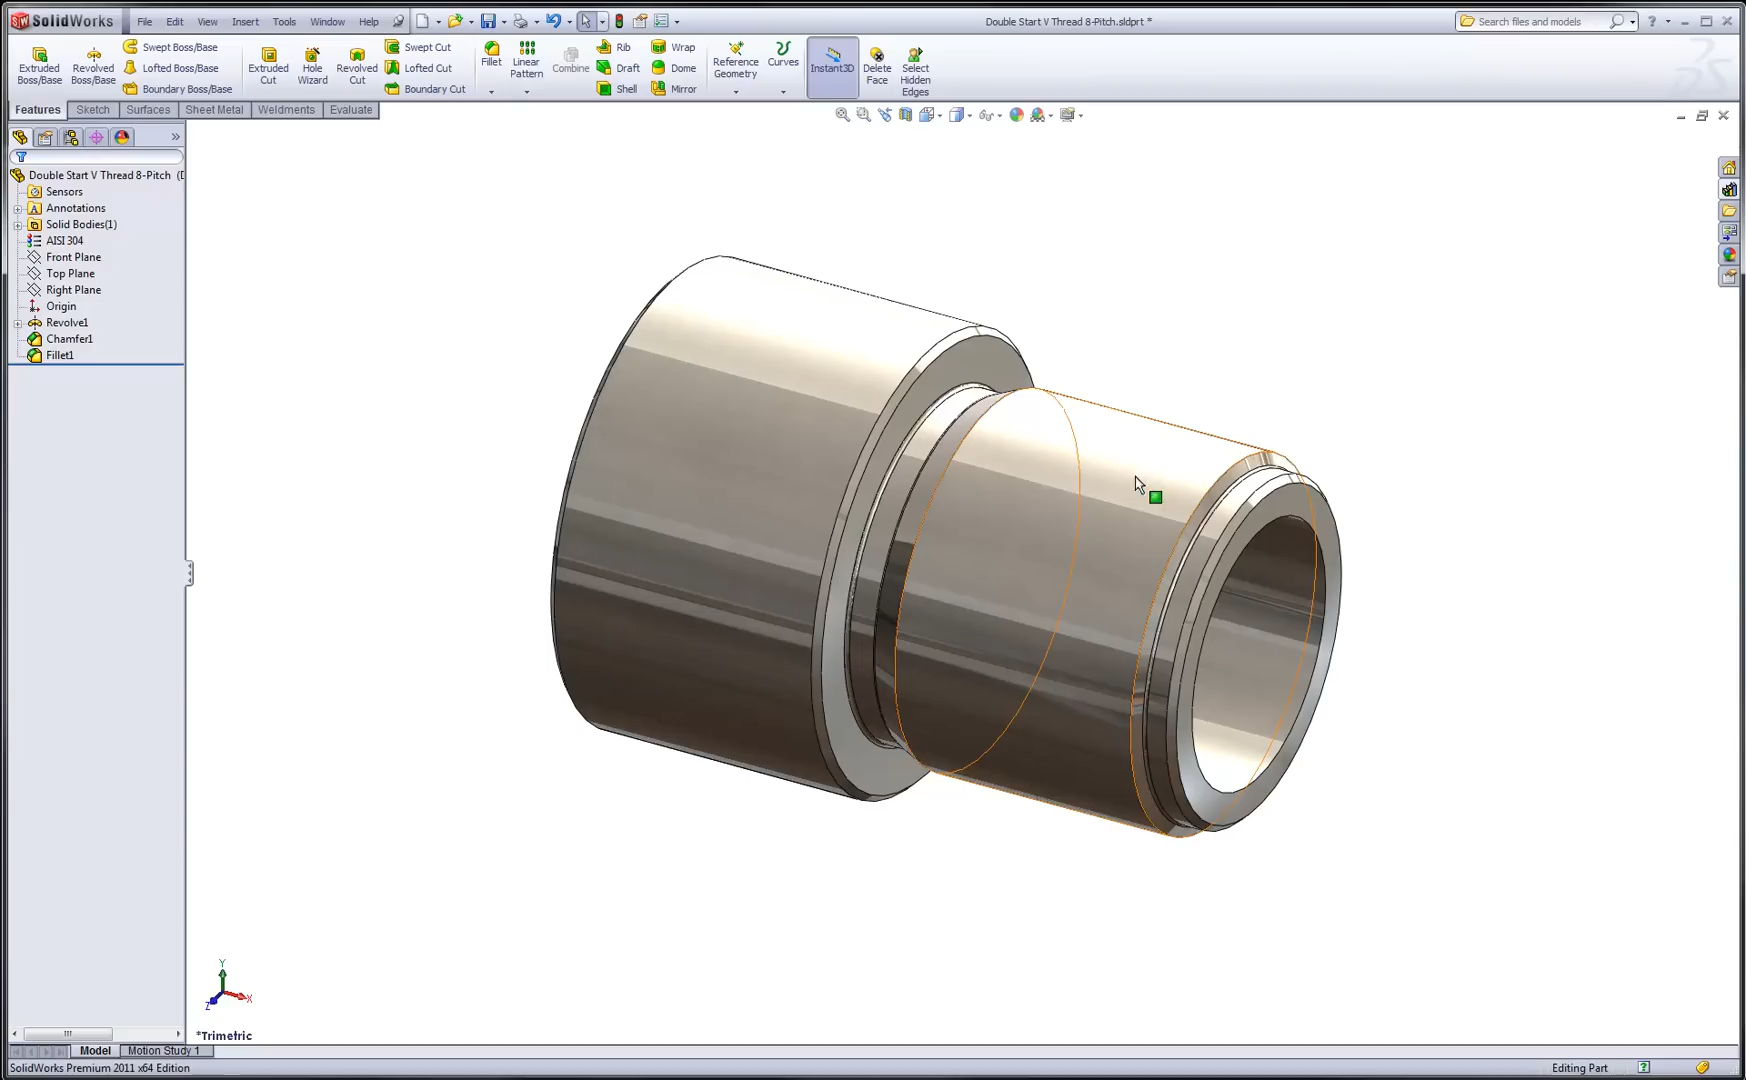 SolidWorks File Edit View Insert Tools Window Help Double Start V Thread 8-Pitch.sldprt * Search files and models
Extruded Boss/Base
Revolved Boss/Base
Swept Boss/Base
Lofted Boss/Base
Boundary Boss/Base
Extruded Cut
Hole Wizard
Revolved Cut
Swept Cut
Lofted Cut
Boundary Cut
Fillet
Linear Pattern
Combine
Rib
Draft
Shell
Wrap
Dome
Mirror
Reference Geometry
Curves
Instant3D
Delete Face
Select Hidden Edges
Features Sketch Surfaces Sheet Metal Weldments Evaluate
Double Start V Thread 8-Pitch (D
Sensors
Annotations
Solid Bodies(1)
AISI 304
Front Plane
Top Plane
Right Plane
Origin
Revolve1
Chamfer1
Fillet1
Y
X
Z
*Trimetric
Model Motion Study 1
SolidWorks Premium 2011 x64 Edition Editing Part